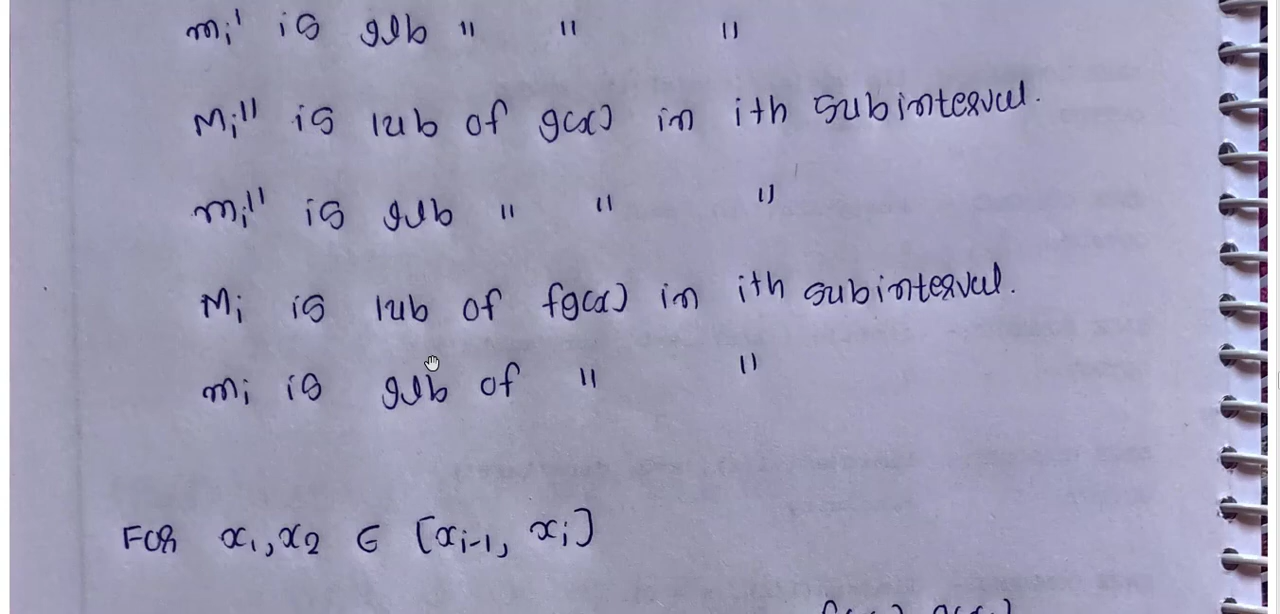 mi' is glb " " "
Mi'' is lub of g(x) in ith subinterval.
mi'' is glb " " "
Mi is lub of fg(x) in ith subinterval.
mi is glb of " "
For x1, x2 ∈ [xi-1, xi]